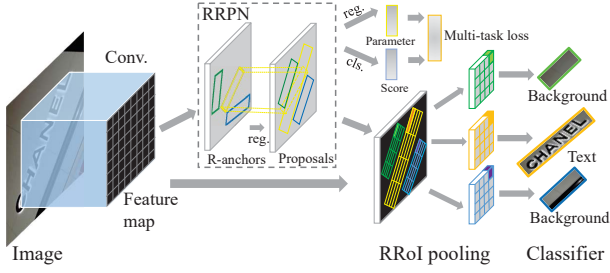 RRPN
reg.
Conv.
Parameter
Multi-task loss
cls.
Score
CHANEL
Background
R-anchors
reg.
Proposals
CHANEL
Text
Feature
map
Background
Image
RRoI pooling
Classifier